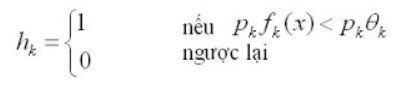 h_k = { 1 nếu p_k f_k(x) < p_k θ_k
0 ngược lại